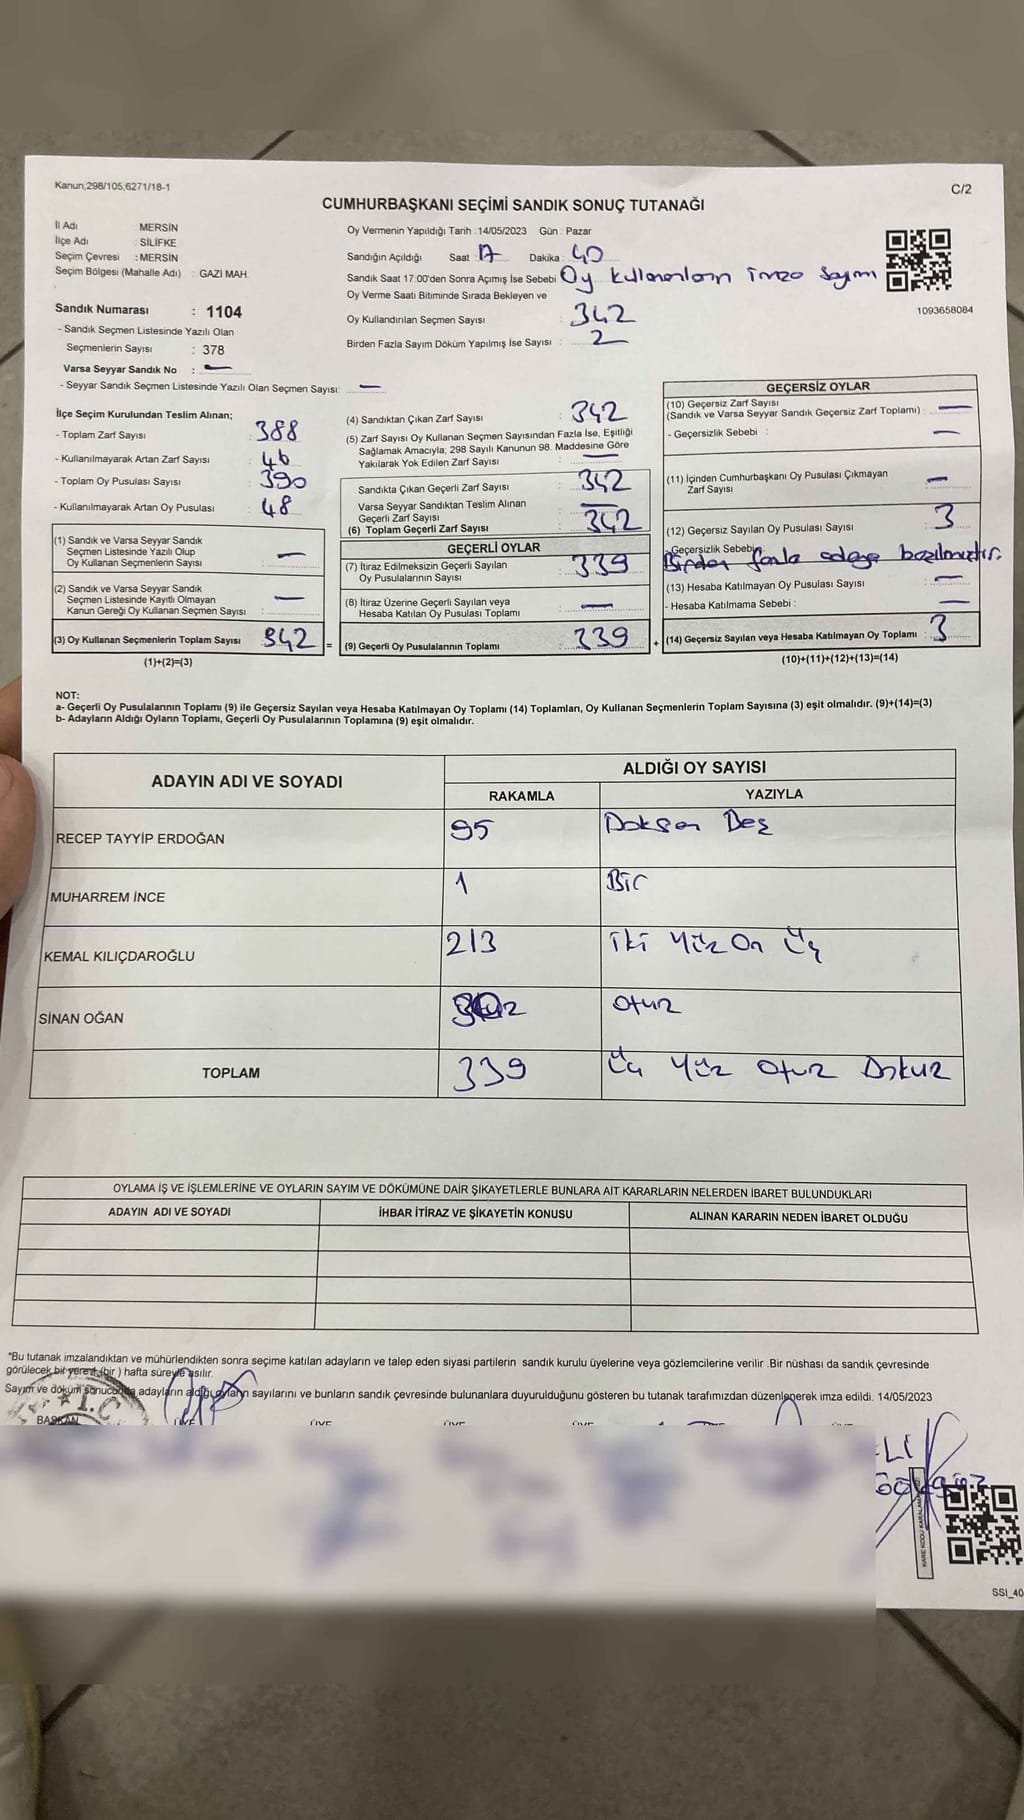 Kanun;298/105,6271/18-1
C/2
CUMHURBAŞKANI SEÇİMİ SANDIK SONUÇ TUTANAĞI
İl Adı : MERSİN
İlçe Adı : SİLİFKE
Seçim Çevresi : MERSİN
Seçim Bölgesi (Mahalle Adı) : GAZİ MAH.
Sandık Numarası : 1104
- Sandık Seçmen Listesinde Yazılı Olan
Seçmenlerin Sayısı : 378
Varsa Seyyar Sandık No : —
- Seyyar Sandık Seçmen Listesinde Yazılı Olan Seçmen Sayısı: —
Oy Vermenin Yapıldığı Tarih :14/05/2023 Gün : Pazar
Sandığın Açıldığı Saat 17 Dakika : 40
Sandık Saat 17:00'den Sonra Açımış İse Sebebi Oy kullananların imza sayımı
Oy Verme Saati Bitiminde Sırada Bekleyen ve
Oy Kullandırılan Seçmen Sayısı : 342
Birden Fazla Sayım Döküm Yapılmış İse Sayısı : 2
1093658084
İlçe Seçim Kurulundan Teslim Alınan;
- Toplam Zarf Sayısı : 388
- Kullanılmayarak Artan Zarf Sayısı : 46
- Toplam Oy Pusulası Sayısı : 390
- Kullanılmayarak Artan Oy Pusulası : 48
(1) Sandık ve Varsa Seyyar Sandık
Seçmen Listesinde Yazılı Olup
Oy Kullanan Seçmenlerin Sayısı : —
(2) Sandık ve Varsa Seyyar Sandık
Seçmen Listesinde Kayıtlı Olmayan
Kanun Gereği Oy Kullanan Seçmen Sayısı : —
(3) Oy Kullanan Seçmenlerin Toplam Sayısı 342 =
(1)+(2)=(3)
(4) Sandıktan Çıkan Zarf Sayısı : 342
(5) Zarf Sayısı Oy Kullanan Seçmen Sayısından Fazla İse, Eşitliği
Sağlamak Amacıyla; 298 Sayılı Kanunun 98. Maddesine Göre
Yakılarak Yok Edilen Zarf Sayısı : —
Sandıkta Çıkan Geçerli Zarf Sayısı : 342
Varsa Seyyar Sandıktan Teslim Alınan
Geçerli Zarf Sayısı : —
(6) Toplam Geçerli Zarf Sayısı : 342
GEÇERLİ OYLAR
(7) İtiraz Edilmeksizin Geçerli Sayılan
Oy Pusulalarının Sayısı : 339
(8) İtiraz Üzerine Geçerli Sayılan veya
Hesaba Katılan Oy Pusulası Toplamı : —
(9) Geçerli Oy Pusulalarının Toplamı : 339 +
GEÇERSİZ OYLAR
(10) Geçersiz Zarf Sayısı
(Sandık ve Varsa Seyyar Sandık Geçersiz Zarf Toplamı) : —
- Geçersizlik Sebebi : —
(11) İçinden Cumhurbaşkanı Oy Pusulası Çıkmayan
Zarf Sayısı : —
(12) Geçersiz Sayılan Oy Pusulası Sayısı : 3
- Geçersizlik Sebebi : Birden fazla adaya basılmıştır.
(13) Hesaba Katılmayan Oy Pusulası Sayısı : —
- Hesaba Katılmama Sebebi : —
(14) Geçersiz Sayılan veya Hesaba Katılmayan Oy Toplamı : 3
(10)+(11)+(12)+(13)=(14)
NOT:
a- Geçerli Oy Pusulalarının Toplamı (9) ile Geçersiz Sayılan veya Hesaba Katılmayan Oy Toplamı (14) Toplamları, Oy Kullanan Seçmenlerin Toplam Sayısına (3) eşit olmalıdır. (9)+(14)=(3)
b- Adayların Aldığı Oyların Toplamı, Geçerli Oy Pusulalarının Toplamına (9) eşit olmalıdır.
ADAYIN ADI VE SOYADI ALDIĞI OY SAYISI
RAKAMLA YAZIYLA
RECEP TAYYİP ERDOĞAN 95 Doksan Beş
MUHARREM İNCE 1 Bir
KEMAL KILIÇDAROĞLU 213 iki Yüz On Üç
SİNAN OĞAN otuz
TOPLAM 339 Üç Yüz Otuz Dokuz
OYLAMA İŞ VE İŞLEMLERİNE VE OYLARIN SAYIM VE DÖKÜMÜNE DAİR ŞİKAYETLERLE BUNLARA AİT KARARLARIN NELERDEN İBARET BULUNDUKLARI
ADAYIN ADI VE SOYADI İHBAR İTİRAZ VE ŞİKAYETİN KONUSU ALINAN KARARIN NEDEN İBARET OLDUĞU
*Bu tutanak imzalandıktan ve mühürlendikten sonra seçime katılan adayların ve talep eden siyasi partilerin sandık kurulu üyelerine veya gözlemcilerine verilir .Bir nüshası da sandık çevresinde
görülecek bir yerent (bir ) hafta süreyle asılır.
Sayım ve döküm sonucunda adayların aldığı oyların sayılarını ve bunların sandık çevresinde bulunanlara duyurulduğunu gösteren bu tutanak tarafımızdan düzenlenerek imza edildi. 14/05/2023
T.C
BAŞKAN ÜYE ÜYE ÜYE ÜYE
SSI_40